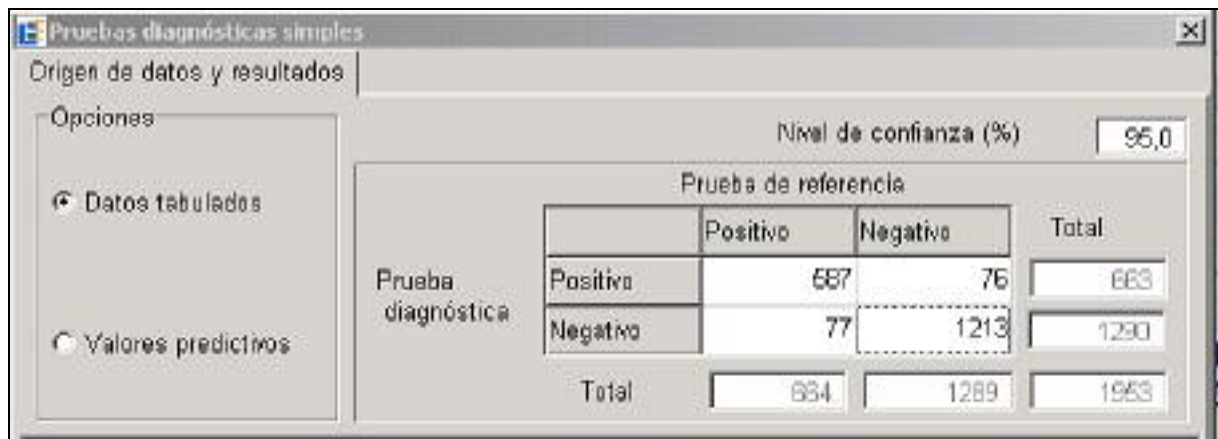 Pruebas diagnósticas simples
Origen de datos y resultados
Opciones
Nivel de confianza (%) 95,0
Datos tabulados
Valores predictivos
Prueba de referencia
Positivo Negativo Total
Prueba diagnóstica
Positivo 587 76 663
Negativo 77 1213 1290
Total 664 1289 1953